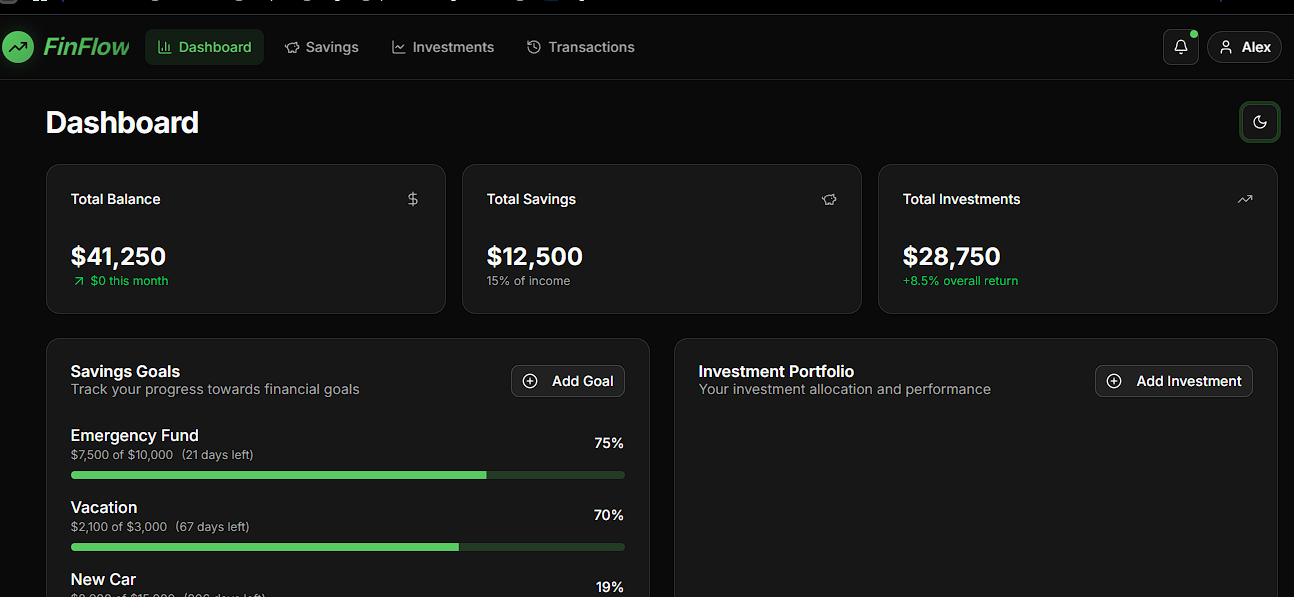 FinFlow
Dashboard
Savings
Investments
Transactions
Alex
Dashboard
Total Balance
$
$41,250
$0 this month
Total Savings
$12,500
15% of income
Total Investments
$28,750
+8.5% overall return
Savings Goals
Track your progress towards financial goals
Add Goal
Emergency Fund
$7,500 of $10,000 (21 days left)
75%
Vacation
$2,100 of $3,000 (67 days left)
70%
New Car
19%
Investment Portfolio
Your investment allocation and performance
Add Investment